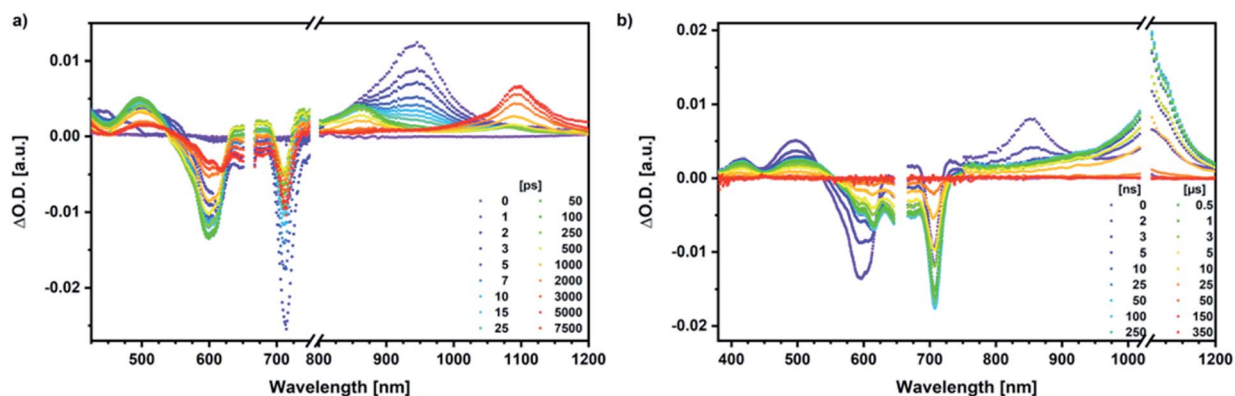 a)
ΔO.D. [a.u.]
0.01
0.00
-0.01
-0.02
[ps]
0 50
1 100
2 250
3 500
5 1000
7 2000
10 3000
15 5000
25 7500
500 600 700 800 900 1000 1100 1200
Wavelength [nm]
b)
ΔO.D. [a.u.]
0.02
0.01
0.00
-0.01
-0.02
[ns] [μs]
0 0.5
2 1
3 3
5 5
10 10
25 25
50 50
100 150
250 350
400 500 600 700 800 900 1000 1200
Wavelength [nm]